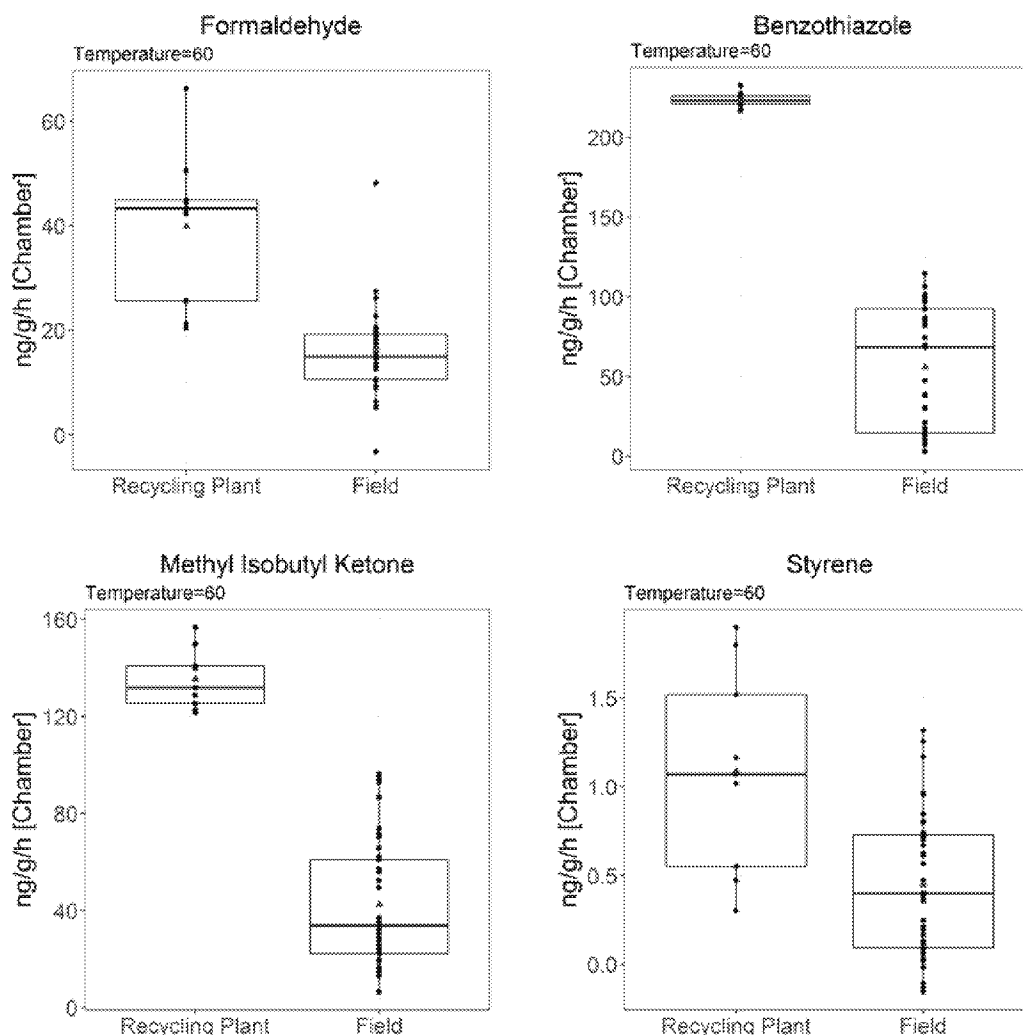 Formaldehyde
Temperature=60
ng/g/h [Chamber]
60
40
20
0
Recycling Plant
Field
Benzothiazole
Temperature=60
ng/g/h [Chamber]
200
150
100
50
0
Recycling Plant
Field
Methyl Isobutyl Ketone
Temperature=60
ng/g/h [Chamber]
160
120
80
40
0
Recycling Plant
Field
Styrene
Temperature=60
ng/g/h [Chamber]
1.5
1.0
0.5
0.0
Recycling Plant
Field